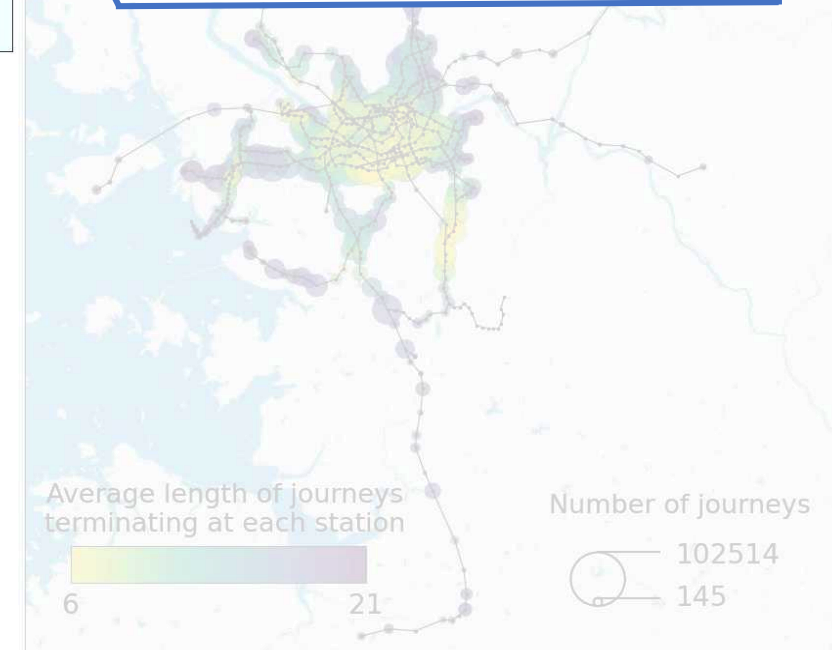 Average length of journeys
terminating at each station
6 21
Number of journeys
102514
145